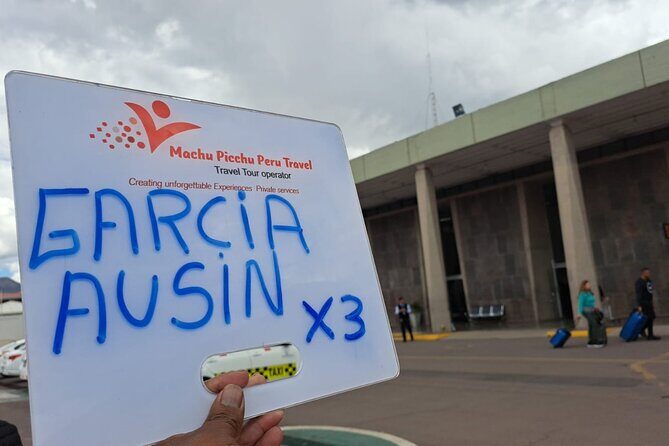 Machu Picchu Peru Travel
Travel Tour operator
Creating unforgettable Experiences Private services
GARCIA
AUSIN x3
TAXI